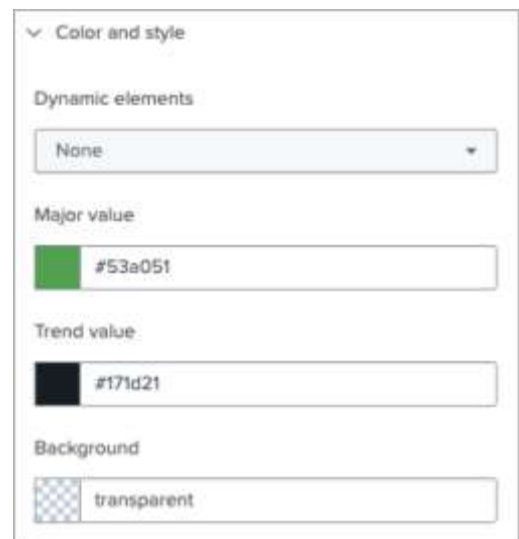 Color and style
Dynamic elements
None
Major value
#53a051
Trend value
#171d21
Background
transparent